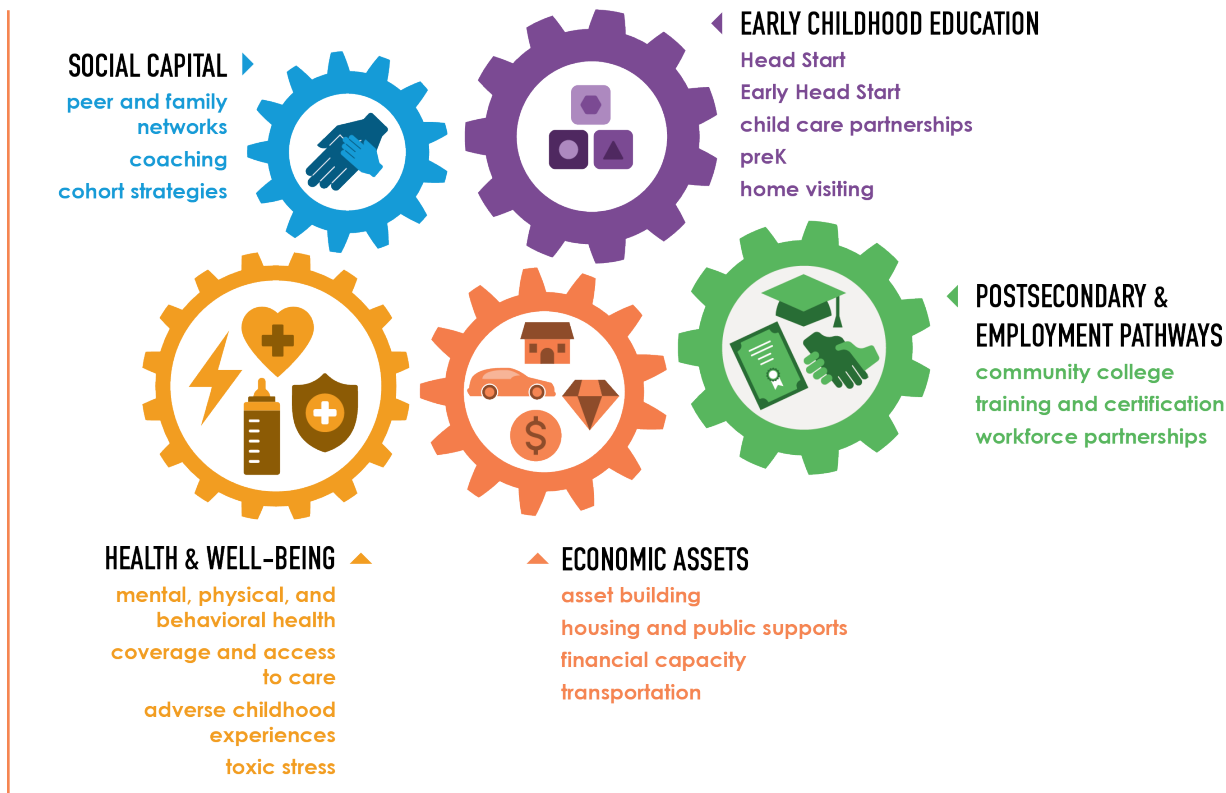 SOCIAL CAPITAL
peer and family
networks
coaching
cohort strategies
EARLY CHILDHOOD EDUCATION
Head Start
Early Head Start
child care partnerships
preK
home visiting
POSTSECONDARY &
EMPLOYMENT PATHWAYS
community college
training and certification
workforce partnerships
HEALTH & WELL-BEING
mental, physical, and
behavioral health
coverage and access
to care
adverse childhood
experiences
toxic stress
ECONOMIC ASSETS
asset building
housing and public supports
financial capacity
transportation
$